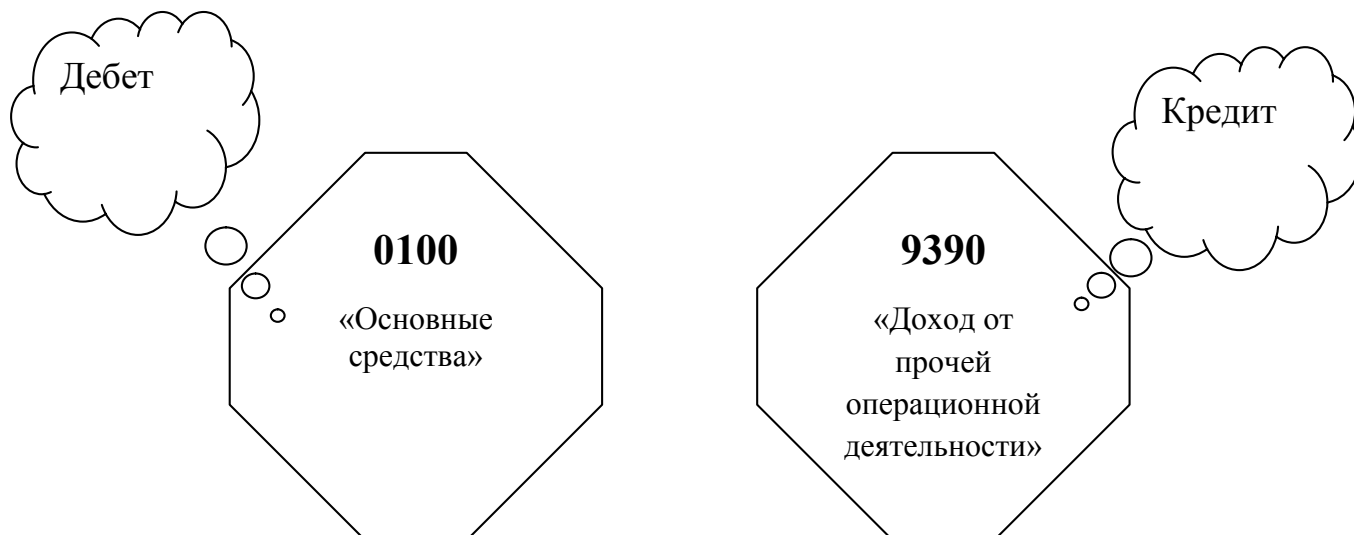 Дебет
Кредит
0100
«Основные
средства»
9390
«Доход от
прочей
операционной
деятельности»